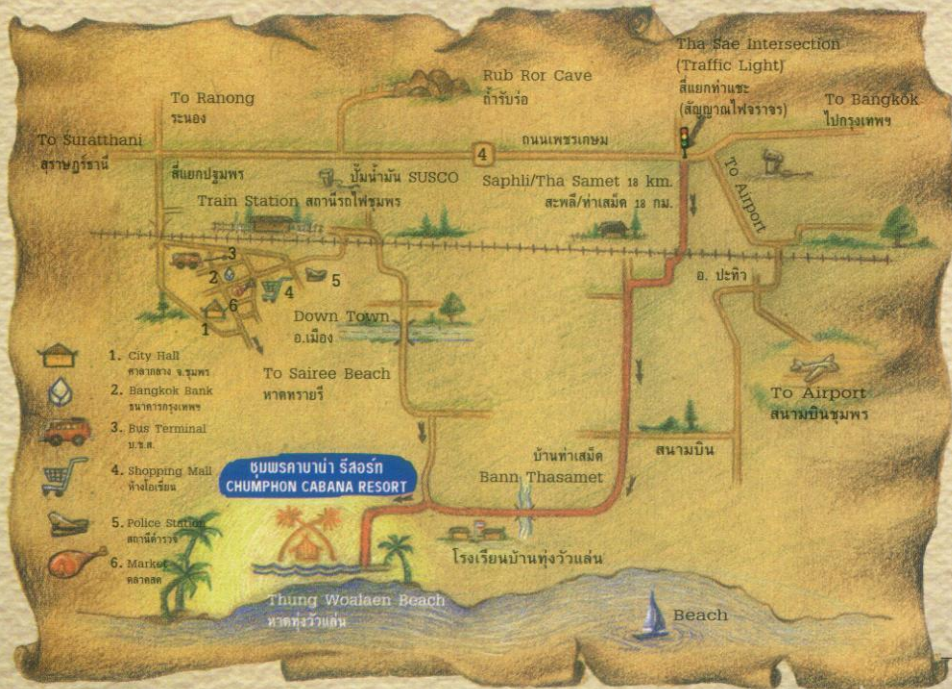 Tha Sae Intersection
(Traffic Light)
สี่แยกท่าแซะ
(สัญญาณไฟจราจร)
Rub Ror Cave
ถ้ำรับร่อ
To Ranong
ระนอง
To Bangkok
ไปกรุงเทพฯ
To Suratthani
สุราษฎร์ธานี
ถนนเพชรเกษม
4
สี่แยกปฐมพร
ปั๊มน้ำมัน SUSCO
Saphli/Tha Samet 18 km.
สะพลี/ท่าเสม็ด 18 กม.
To Airport
Train Station สถานีรถไฟชุมพร
3
2
4
5
6
1
อ. ปะทิว
Down Town
อ.เมือง
To Sairee Beach
หาดทรายรี
To Airport
สนามบินชุมพร
สนามบิน
1. City Hall
ศาลากลาง จ.ชุมพร
2. Bangkok Bank
ธนาคารกรุงเทพฯ
3. Bus Terminal
บ.ข.ส.
4. Shopping Mall
ห้างโอเชี่ยน
5. Police Station
สถานีตำรวจ
6. Market
ตลาดสด
ชุมพรคาบาน่า รีสอร์ท
CHUMPHON CABANA RESORT
บ้านท่าเสม็ด
Bann Thasamet
โรงเรียนบ้านทุ่งวัวแล่น
Thung Woalaen Beach
หาดทุ่งวัวแล่น
Beach